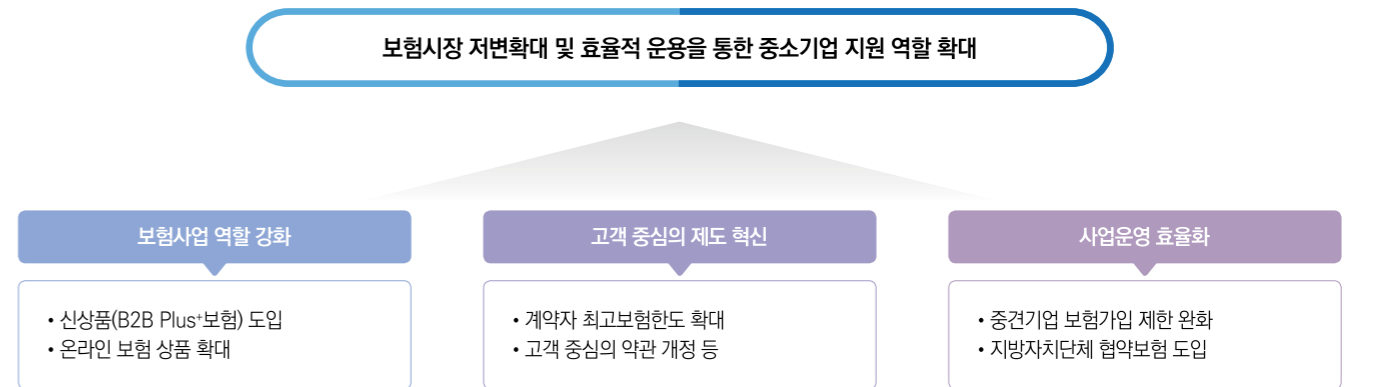 보험시장 저변확대 및 효율적 운용을 통한 중소기업 지원 역할 확대
보험사업 역할 강화
• 신상품(B2B Plus⁺보험) 도입
• 온라인 보험 상품 확대
고객 중심의 제도 혁신
• 계약자 최고보험한도 확대
• 고객 중심의 약관 개정 등
사업운영 효율화
• 중견기업 보험가입 제한 완화
• 지방자치단체 협약보험 도입